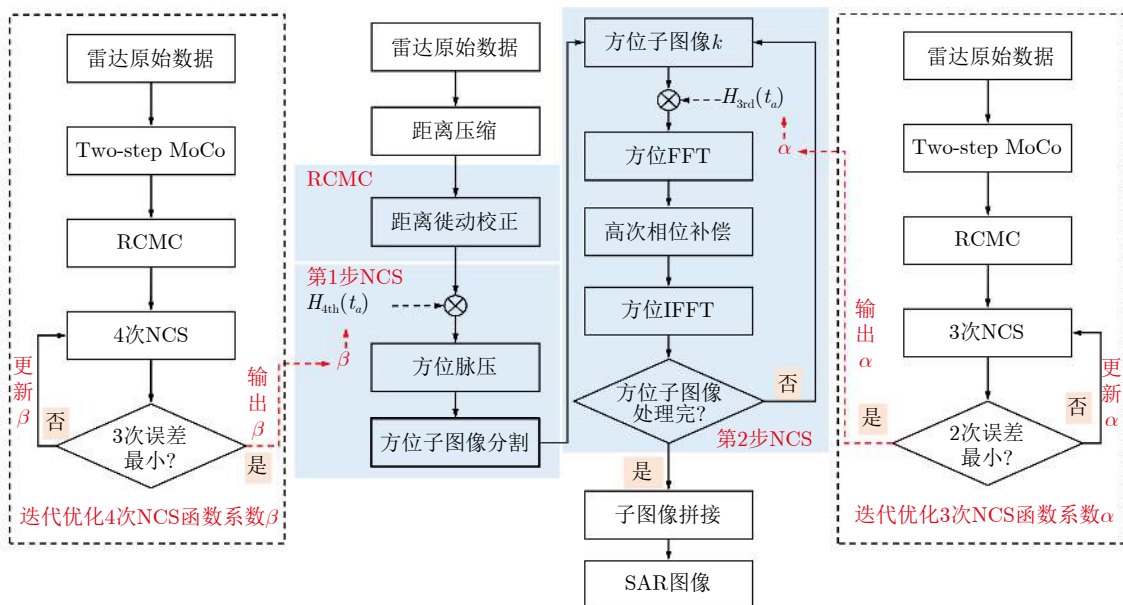 雷达原始数据
Two-step MoCo
RCMC
4次NCS
更新β
否
3次误差
最小?
是
输出β
迭代优化4次NCS函数系数β
雷达原始数据
距离压缩
RCMC
距离徙动校正
第1步NCS
H4th(ta)
β
方位脉压
方位子图像分割
方位子图像k
H3rd(ta)
α
方位FFT
高次相位补偿
方位IFFT
方位子图像
处理完?
否
第2步NCS
是
子图像拼接
SAR图像
雷达原始数据
Two-step MoCo
RCMC
3次NCS
更新α
否
2次误差
最小?
是
输出α
迭代优化3次NCS函数系数α